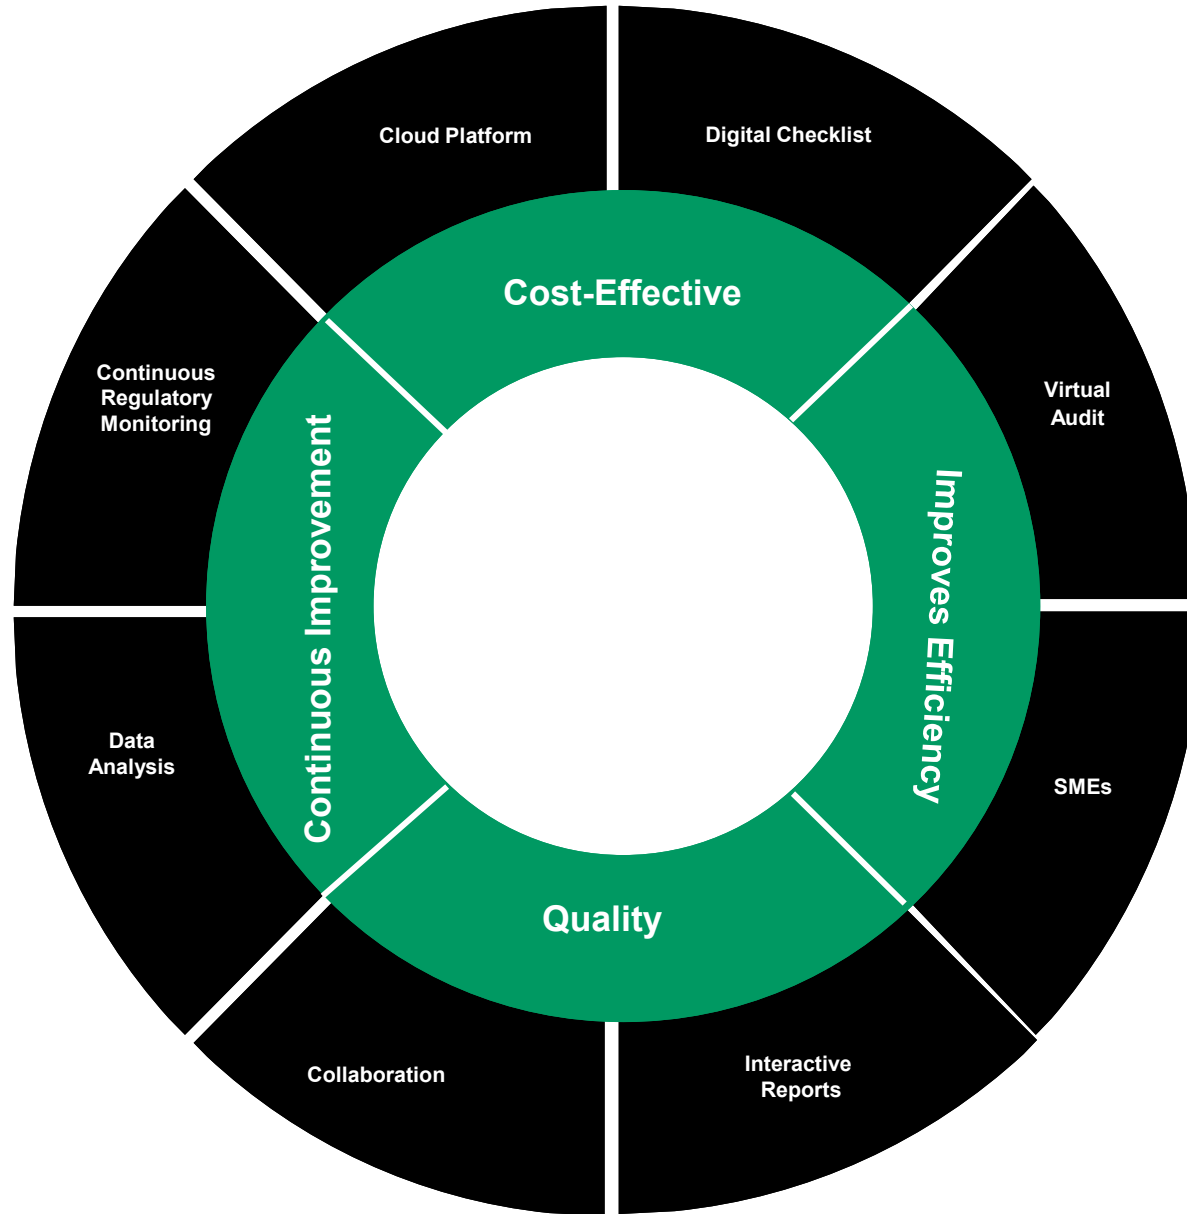 Cloud Platform
Digital Checklist
Cost-Effective
Continuous
Regulatory
Monitoring
Virtual
Audit
Continuous Improvement
Improves Efficiency
Data
Analysis
SMEs
Quality
Collaboration
Interactive
Reports